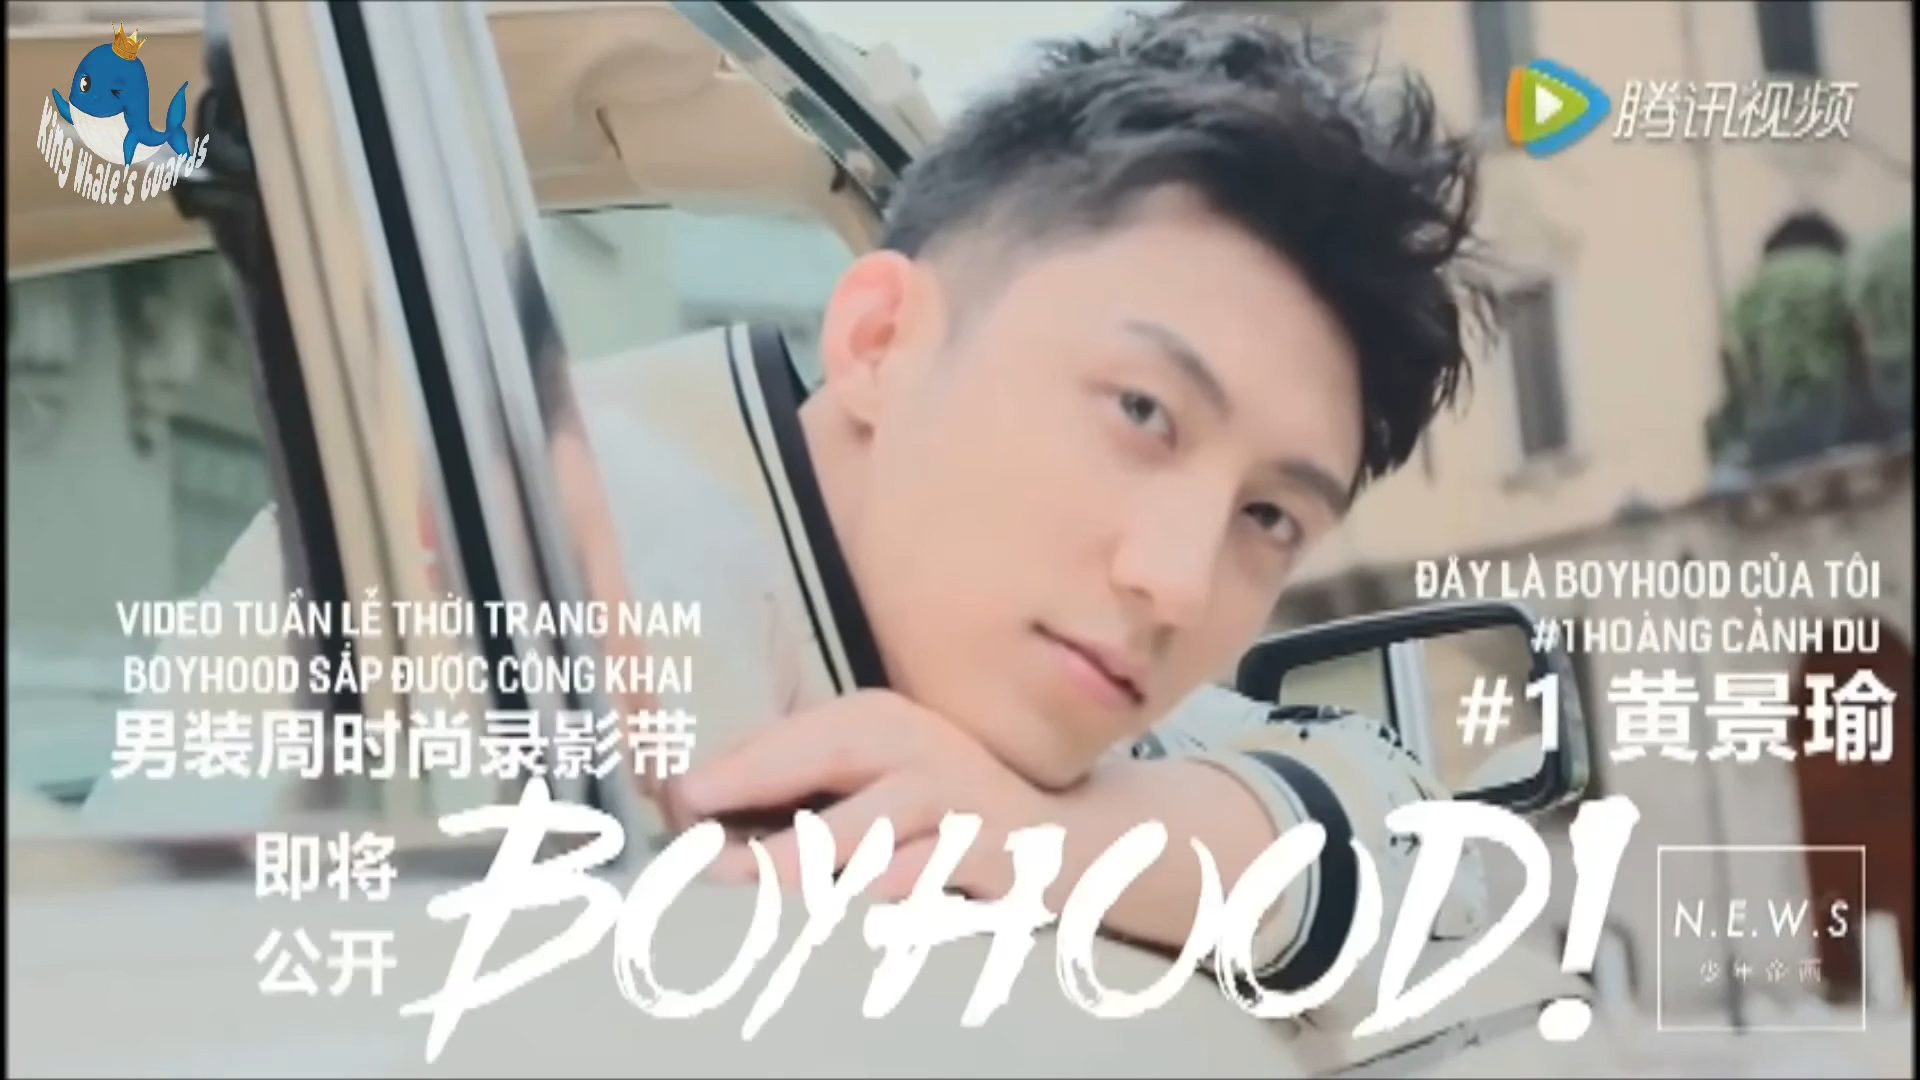 King Whale's Guards
腾讯视频
VIDEO TUẦN LỄ THỜI TRANG NAM
BOYHOOD SẮP ĐƯỢC CÔNG KHAI
男装周时尚录影带
即将
公开
BOYHOOD!
ĐÂY LÀ BOYHOOD CỦA TÔI
#1 HOÀNG CẢNH DU
#1 黄景瑜
N.E.W.S